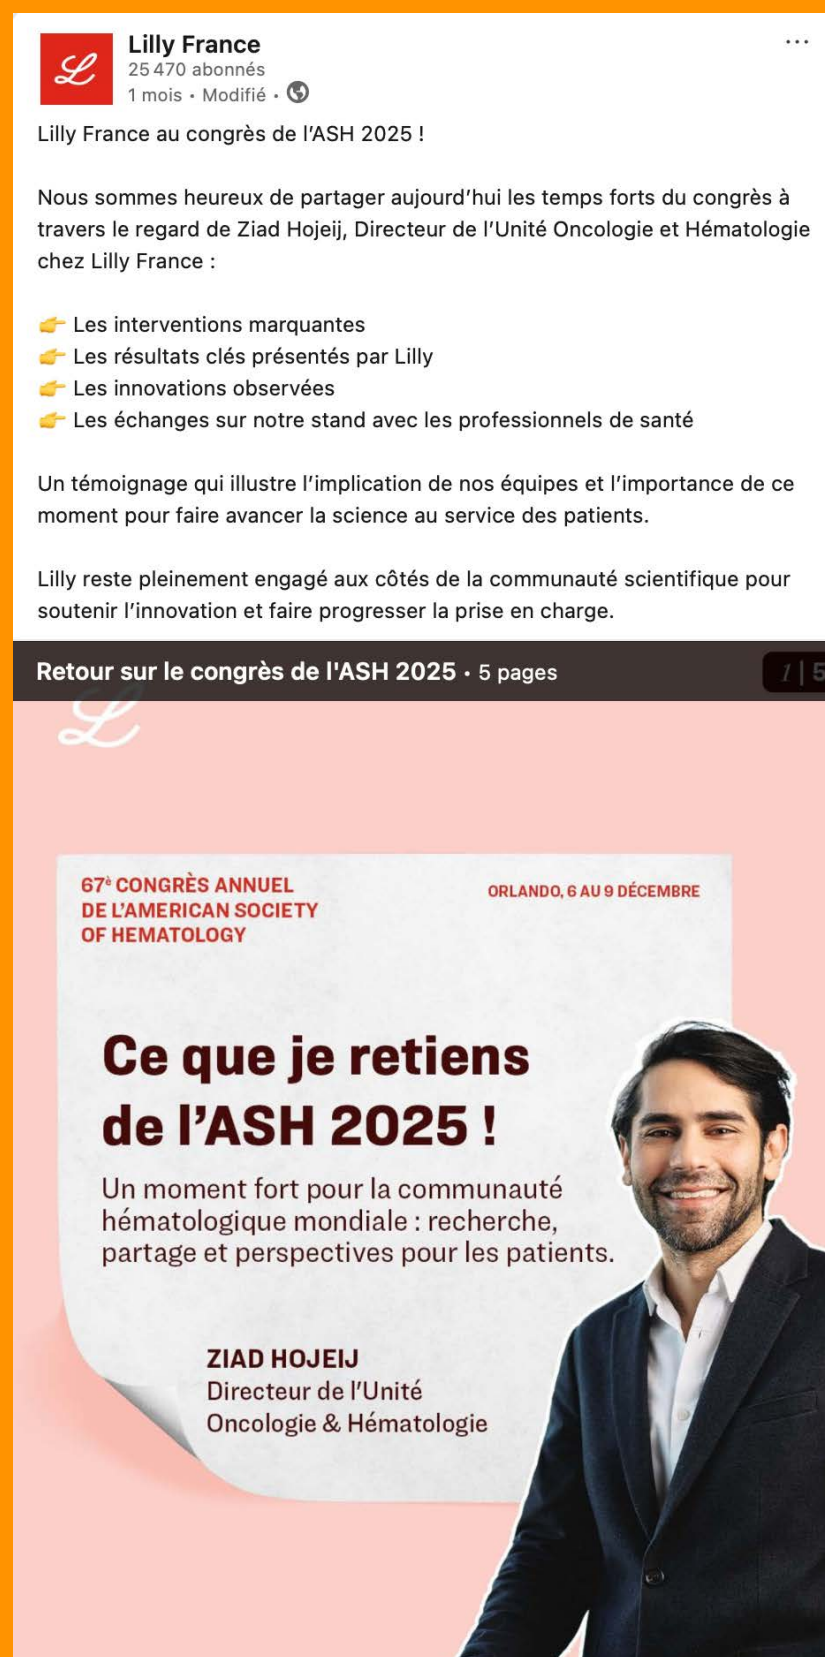 Lilly France
25 470 abonnés
1 mois • Modifié •
Lilly France au congrès de l’ASH 2025 !
Nous sommes heureux de partager aujourd’hui les temps forts du congrès à
travers le regard de Ziad Hojeij, Directeur de l’Unité Oncologie et Hématologie
chez Lilly France :
👉 Les interventions marquantes
👉 Les résultats clés présentés par Lilly
👉 Les innovations observées
👉 Les échanges sur notre stand avec les professionnels de santé
Un témoignage qui illustre l’implication de nos équipes et l’importance de ce
moment pour faire avancer la science au service des patients.
Lilly reste pleinement engagé aux côtés de la communauté scientifique pour
soutenir l’innovation et faire progresser la prise en charge.
Retour sur le congrès de l'ASH 2025 • 5 pages
1 | 5
67è CONGRÈS ANNUEL
DE L’AMERICAN SOCIETY
OF HEMATOLOGY
ORLANDO, 6 AU 9 DÉCEMBRE
Ce que je retiens
de l’ASH 2025 !
Un moment fort pour la communauté
hématologique mondiale : recherche,
partage et perspectives pour les patients.
ZIAD HOJEIJ
Directeur de l’Unité
Oncologie & Hématologie